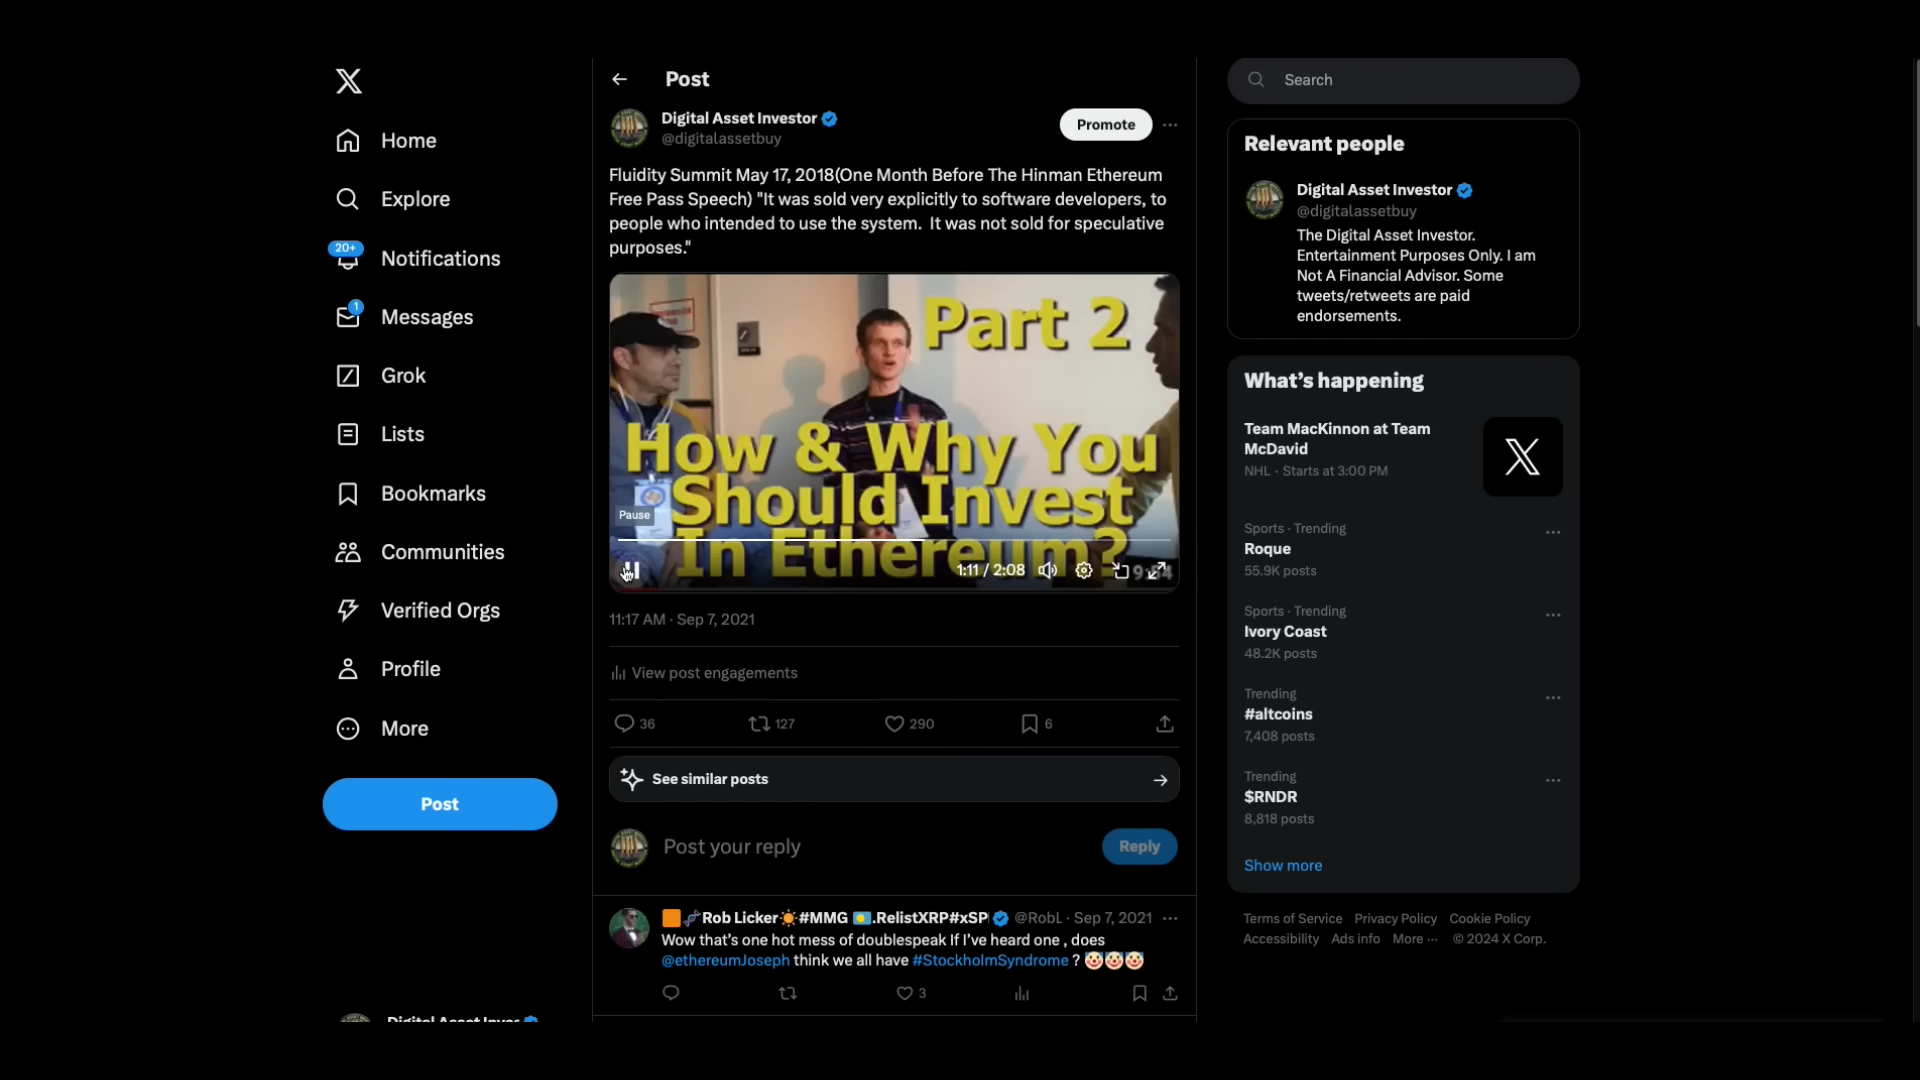 Home
Explore
20+
Notifications
1
Messages
Grok
Lists
Bookmarks
Communities
Verified Orgs
Profile
More
Post
Post
Digital Asset Investor
@digitalassetbuy
Promote
Fluidity Summit May 17, 2018(One Month Before The Hinman Ethereum
Free Pass Speech) "It was sold very explicitly to software developers, to
people who intended to use the system.  It was not sold for speculative
purposes."
Part 2
How & Why You
Should Invest
In Ethereum?
Pause
1:11 / 2:08
11:17 AM · Sep 7, 2021
View post engagements
36
127
290
6
See similar posts
Post your reply
Reply
Rob Licker #MMG .RelistXRP#xSP @RobL · Sep 7, 2021
Wow that's one hot mess of doublespeak If I've heard one , does
@ethereumJoseph think we all have #StockholmSyndrome ?
3
Search
Relevant people
Digital Asset Investor
@digitalassetbuy
The Digital Asset Investor.
Entertainment Purposes Only. I am
Not A Financial Advisor. Some
tweets/retweets are paid
endorsements.
What's happening
Team MacKinnon at Team
McDavid
NHL · Starts at 3:00 PM
Sports · Trending
Roque
55.9K posts
Sports · Trending
Ivory Coast
48.2K posts
Trending
#altcoins
7,408 posts
Trending
$RNDR
8,818 posts
Show more
Terms of Service Privacy Policy Cookie Policy
Accessibility Ads info More ··· © 2024 X Corp.